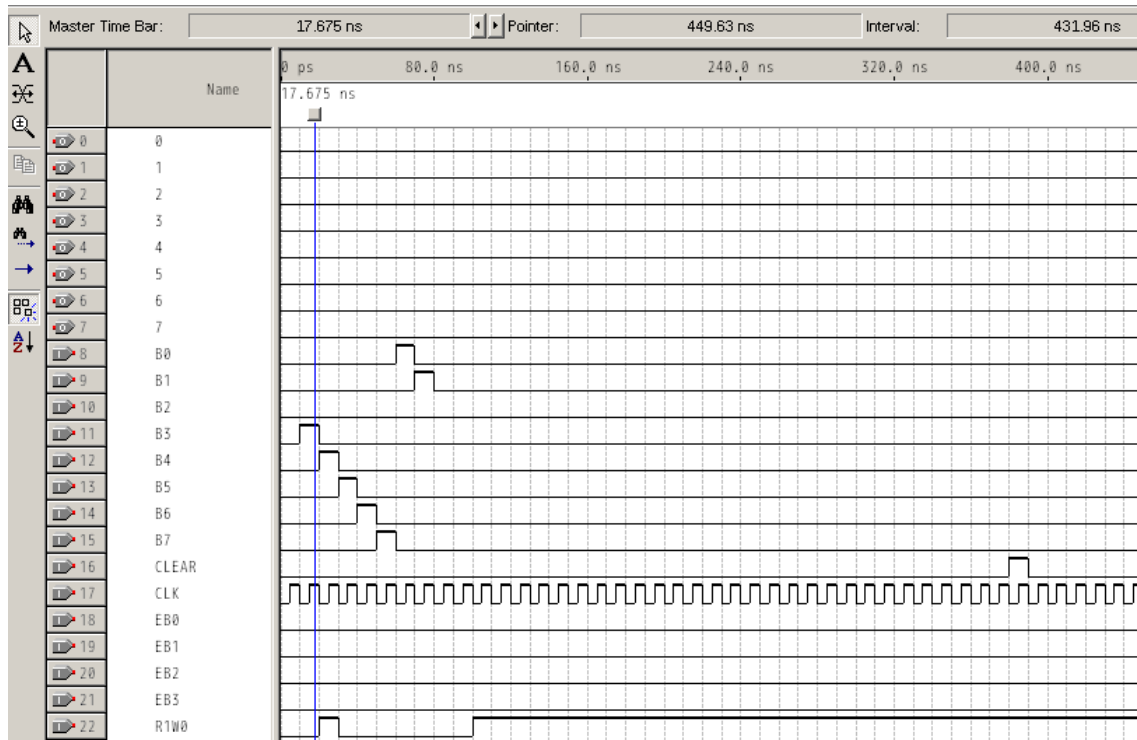 Master Time Bar: 17.675 ns Pointer: 449.63 ns Interval: 431.96 ns
A
Name
0 ps 80.0 ns 160.0 ns 240.0 ns 320.0 ns 400.0 ns
17.675 ns
0 0
1 1
2 2
3 3
4 4
5 5
6 6
7 7
8 B0
9 B1
10 B2
11 B3
12 B4
13 B5
14 B6
15 B7
16 CLEAR
17 CLK
18 EB0
19 EB1
20 EB2
21 EB3
22 R1W0
A
Z